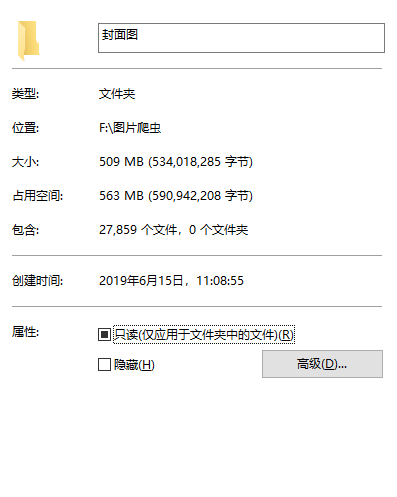 封面图
类型: 文件夹
位置: F:\图片爬虫
大小: 509 MB (534,018,285 字节)
占用空间: 563 MB (590,942,208 字节)
包含: 27,859 个文件，0 个文件夹
创建时间: 2019年6月15日，11:08:55
属性: 只读(仅应用于文件夹中的文件)(R)
隐藏(H) 高级(D)...